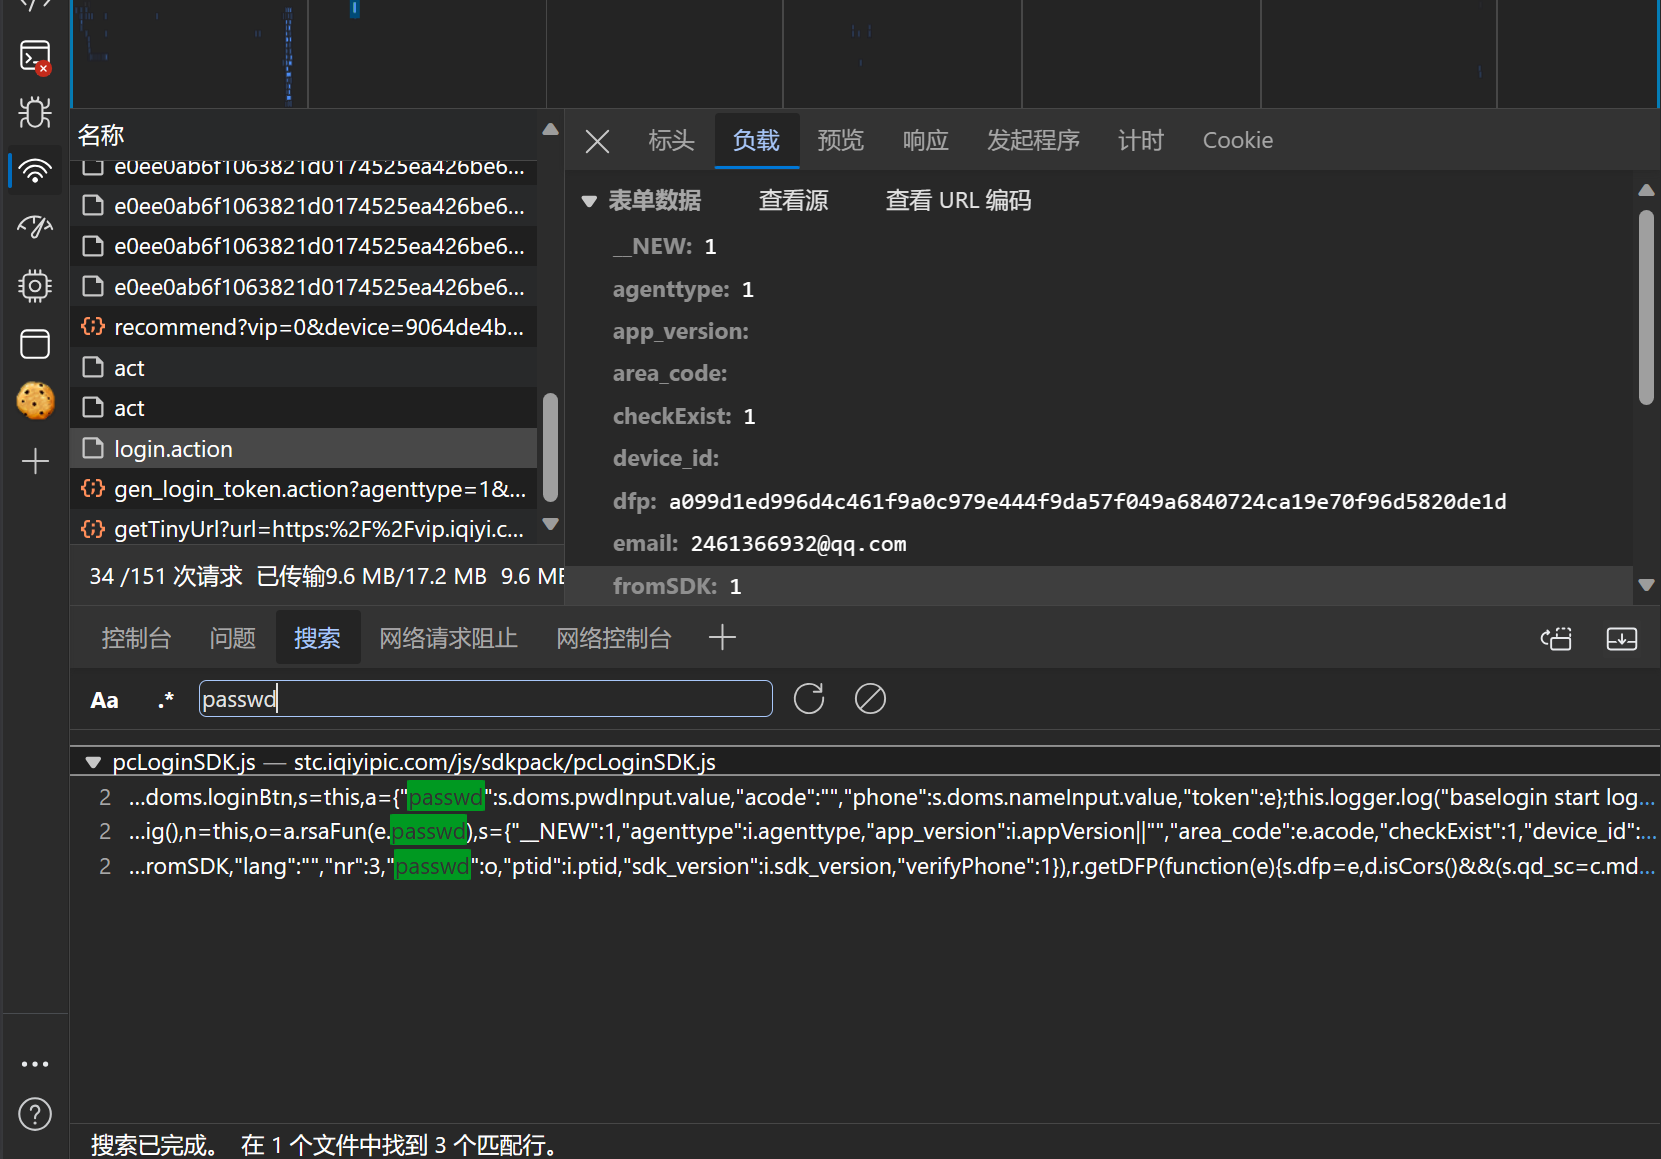 名称
e0ee0ab6f1063821d0174525ea426be6...
e0ee0ab6f1063821d0174525ea426be6...
e0ee0ab6f1063821d0174525ea426be6...
e0ee0ab6f1063821d0174525ea426be6...
recommend?vip=0&device=9064de4b...
act
act
login.action
gen_login_token.action?agenttype=1&...
getTinyUrl?url=https:%2F%2Fvip.iqiyi.c...
34 /151 次请求 已传输9.6 MB/17.2 MB 9.6 ME
标头 负载 预览 响应 发起程序 计时 Cookie
表单数据 查看源 查看 URL 编码
__NEW: 1
agenttype: 1
app_version:
area_code:
checkExist: 1
device_id:
dfp: a099d1ed996d4c461f9a0c979e444f9da57f049a6840724ca19e70f96d5820de1d
email: 2461366932@qq.com
fromSDK: 1
控制台 问题 搜索 网络请求阻止 网络控制台
Aa .* passwd
pcLoginSDK.js — stc.iqiyipic.com/js/sdkpack/pcLoginSDK.js
2 ...doms.loginBtn,s=this,a={"passwd":s.doms.pwdInput.value,"acode":"","phone":s.doms.nameInput.value,"token":e};this.logger.log("baselogin start log...
2 ...ig(),n=this,o=a.rsaFun(e.passwd),s={"__NEW":1,"agenttype":i.agenttype,"app_version":i.appVersion||"","area_code":e.acode,"checkExist":1,"device_id":...
2 ...romSDK,"lang":"","nr":3,"passwd":o,"ptid":i.ptid,"sdk_version":i.sdk_version,"verifyPhone":1}),r.getDFP(function(e){s.dfp=e,d.isCors()&&(s.qd_sc=c.md...
搜索已完成。 在 1 个文件中找到 3 个匹配行。